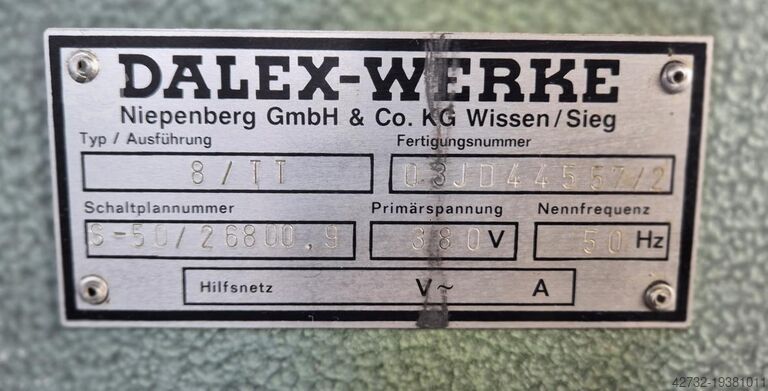 DALEX-WERKE
Niepenberg GmbH & Co. KG Wissen/Sieg
Typ / Ausführung Fertigungsnummer
8/TT 03JD44557/2
Schaltplannummer Primärspannung Nennfrequenz
S-50/26800.9 380V 50 Hz
Hilfsnetz V~ A
42732-19381011